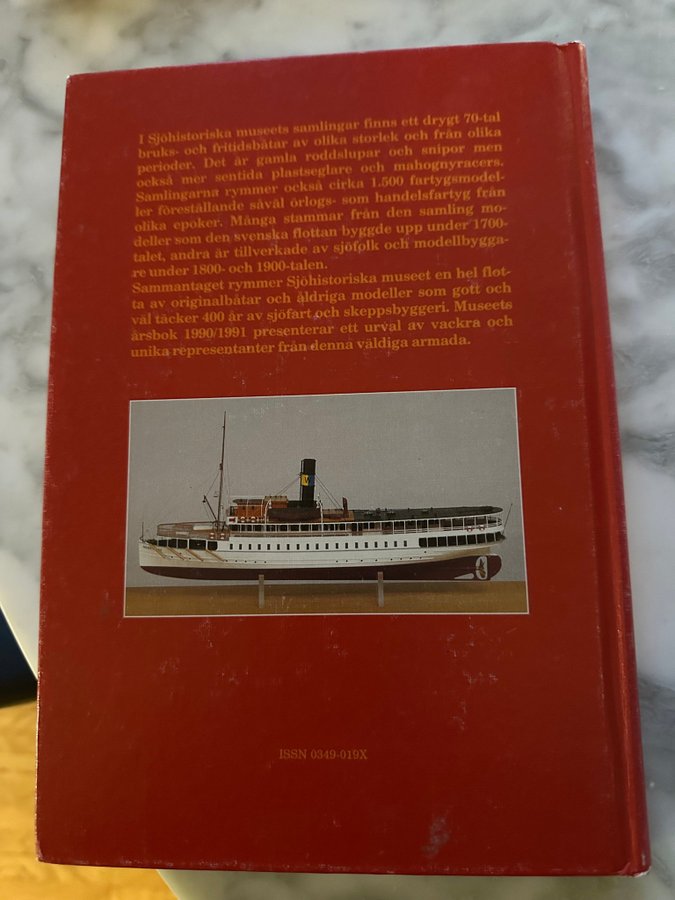 I Sjöhistoriska museets samlingar finns ett drygt 70-tal
bruks- och fritidsbåtar av olika storlek och från olika
perioder. Det är gamla roddslupar och snipor men
också mer sentida plastseglare och mahognyracers.
Samlingarna rymmer också cirka 1.500 fartygsmodel-
ler föreställande såväl örlogs- som handelsfartyg från
olika epoker. Många stammar från den samling mo-
deller som den svenska flottan byggde upp under 1700-
talet, andra är tillverkade av sjöfolk och modellbygga-
re under 1800- och 1900-talen.
Sammantaget rymmer Sjöhistoriska museet en hel flot-
ta av originalbåtar och åldriga modeller som gott och
väl täcker 400 år av sjöfart och skeppsbyggeri. Museets
årsbok 1990/1991 presenterar ett urval av vackra och
unika representanter från denna väldiga armada.
ISSN 0349-019X